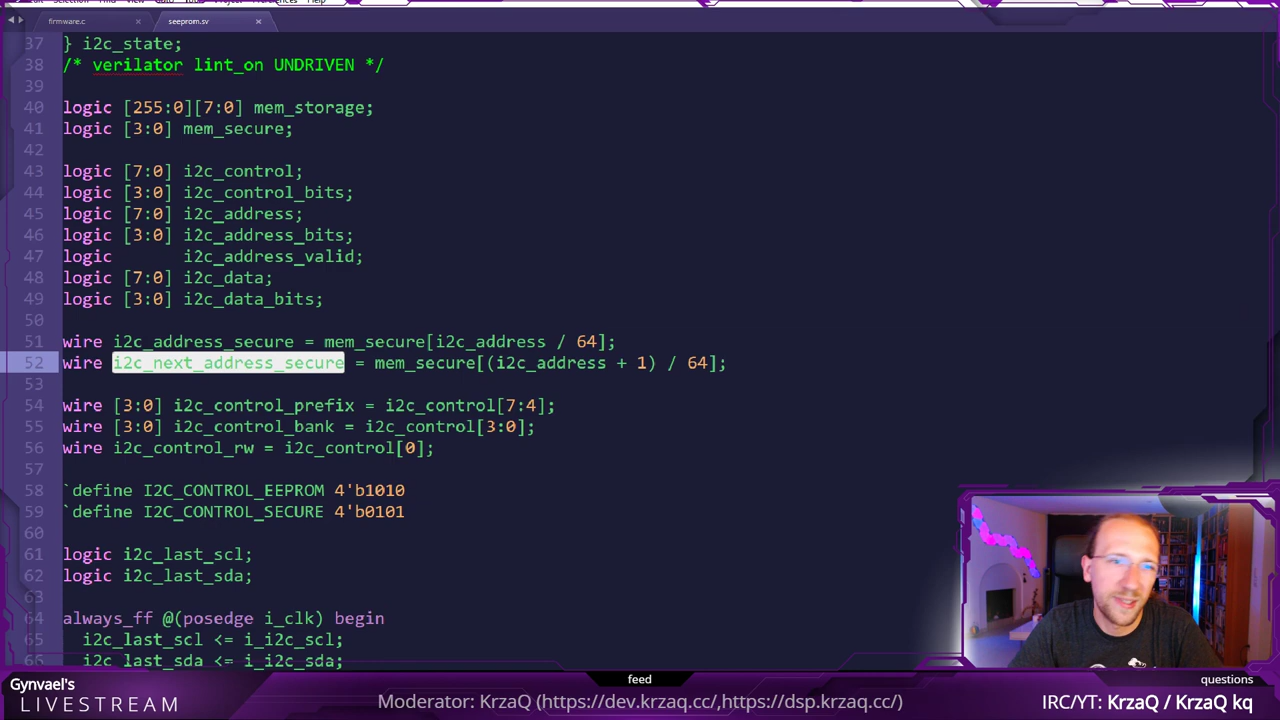 firmware.c × seeprom.sv ×
37 } i2c_state;
38 /* verilator lint_on UNDRIVEN */
39
40 logic [255:0][7:0] mem_storage;
41 logic [3:0] mem_secure;
42
43 logic [7:0] i2c_control;
44 logic [3:0] i2c_control_bits;
45 logic [7:0] i2c_address;
46 logic [3:0] i2c_address_bits;
47 logic       i2c_address_valid;
48 logic [7:0] i2c_data;
49 logic [3:0] i2c_data_bits;
50
51 wire i2c_address_secure = mem_secure[i2c_address / 64];
52 wire i2c_next_address_secure = mem_secure[(i2c_address + 1) / 64];
53
54 wire [3:0] i2c_control_prefix = i2c_control[7:4];
55 wire [3:0] i2c_control_bank = i2c_control[3:0];
56 wire i2c_control_rw = i2c_control[0];
57
58 `define I2C_CONTROL_EEPROM 4'b1010
59 `define I2C_CONTROL_SECURE 4'b0101
60
61 logic i2c_last_scl;
62 logic i2c_last_sda;
63
64 always_ff @(posedge i_clk) begin
65   i2c_last_scl <= i_i2c_scl;
66   i2c_last_sda <= i_i2c_sda;
Gynvael's
LIVESTREAM
feed
questions
Moderator: KrzaQ (https://dev.krzaq.cc/,https://dsp.krzaq.cc/)
IRC/YT: KrzaQ / KrzaQ kq